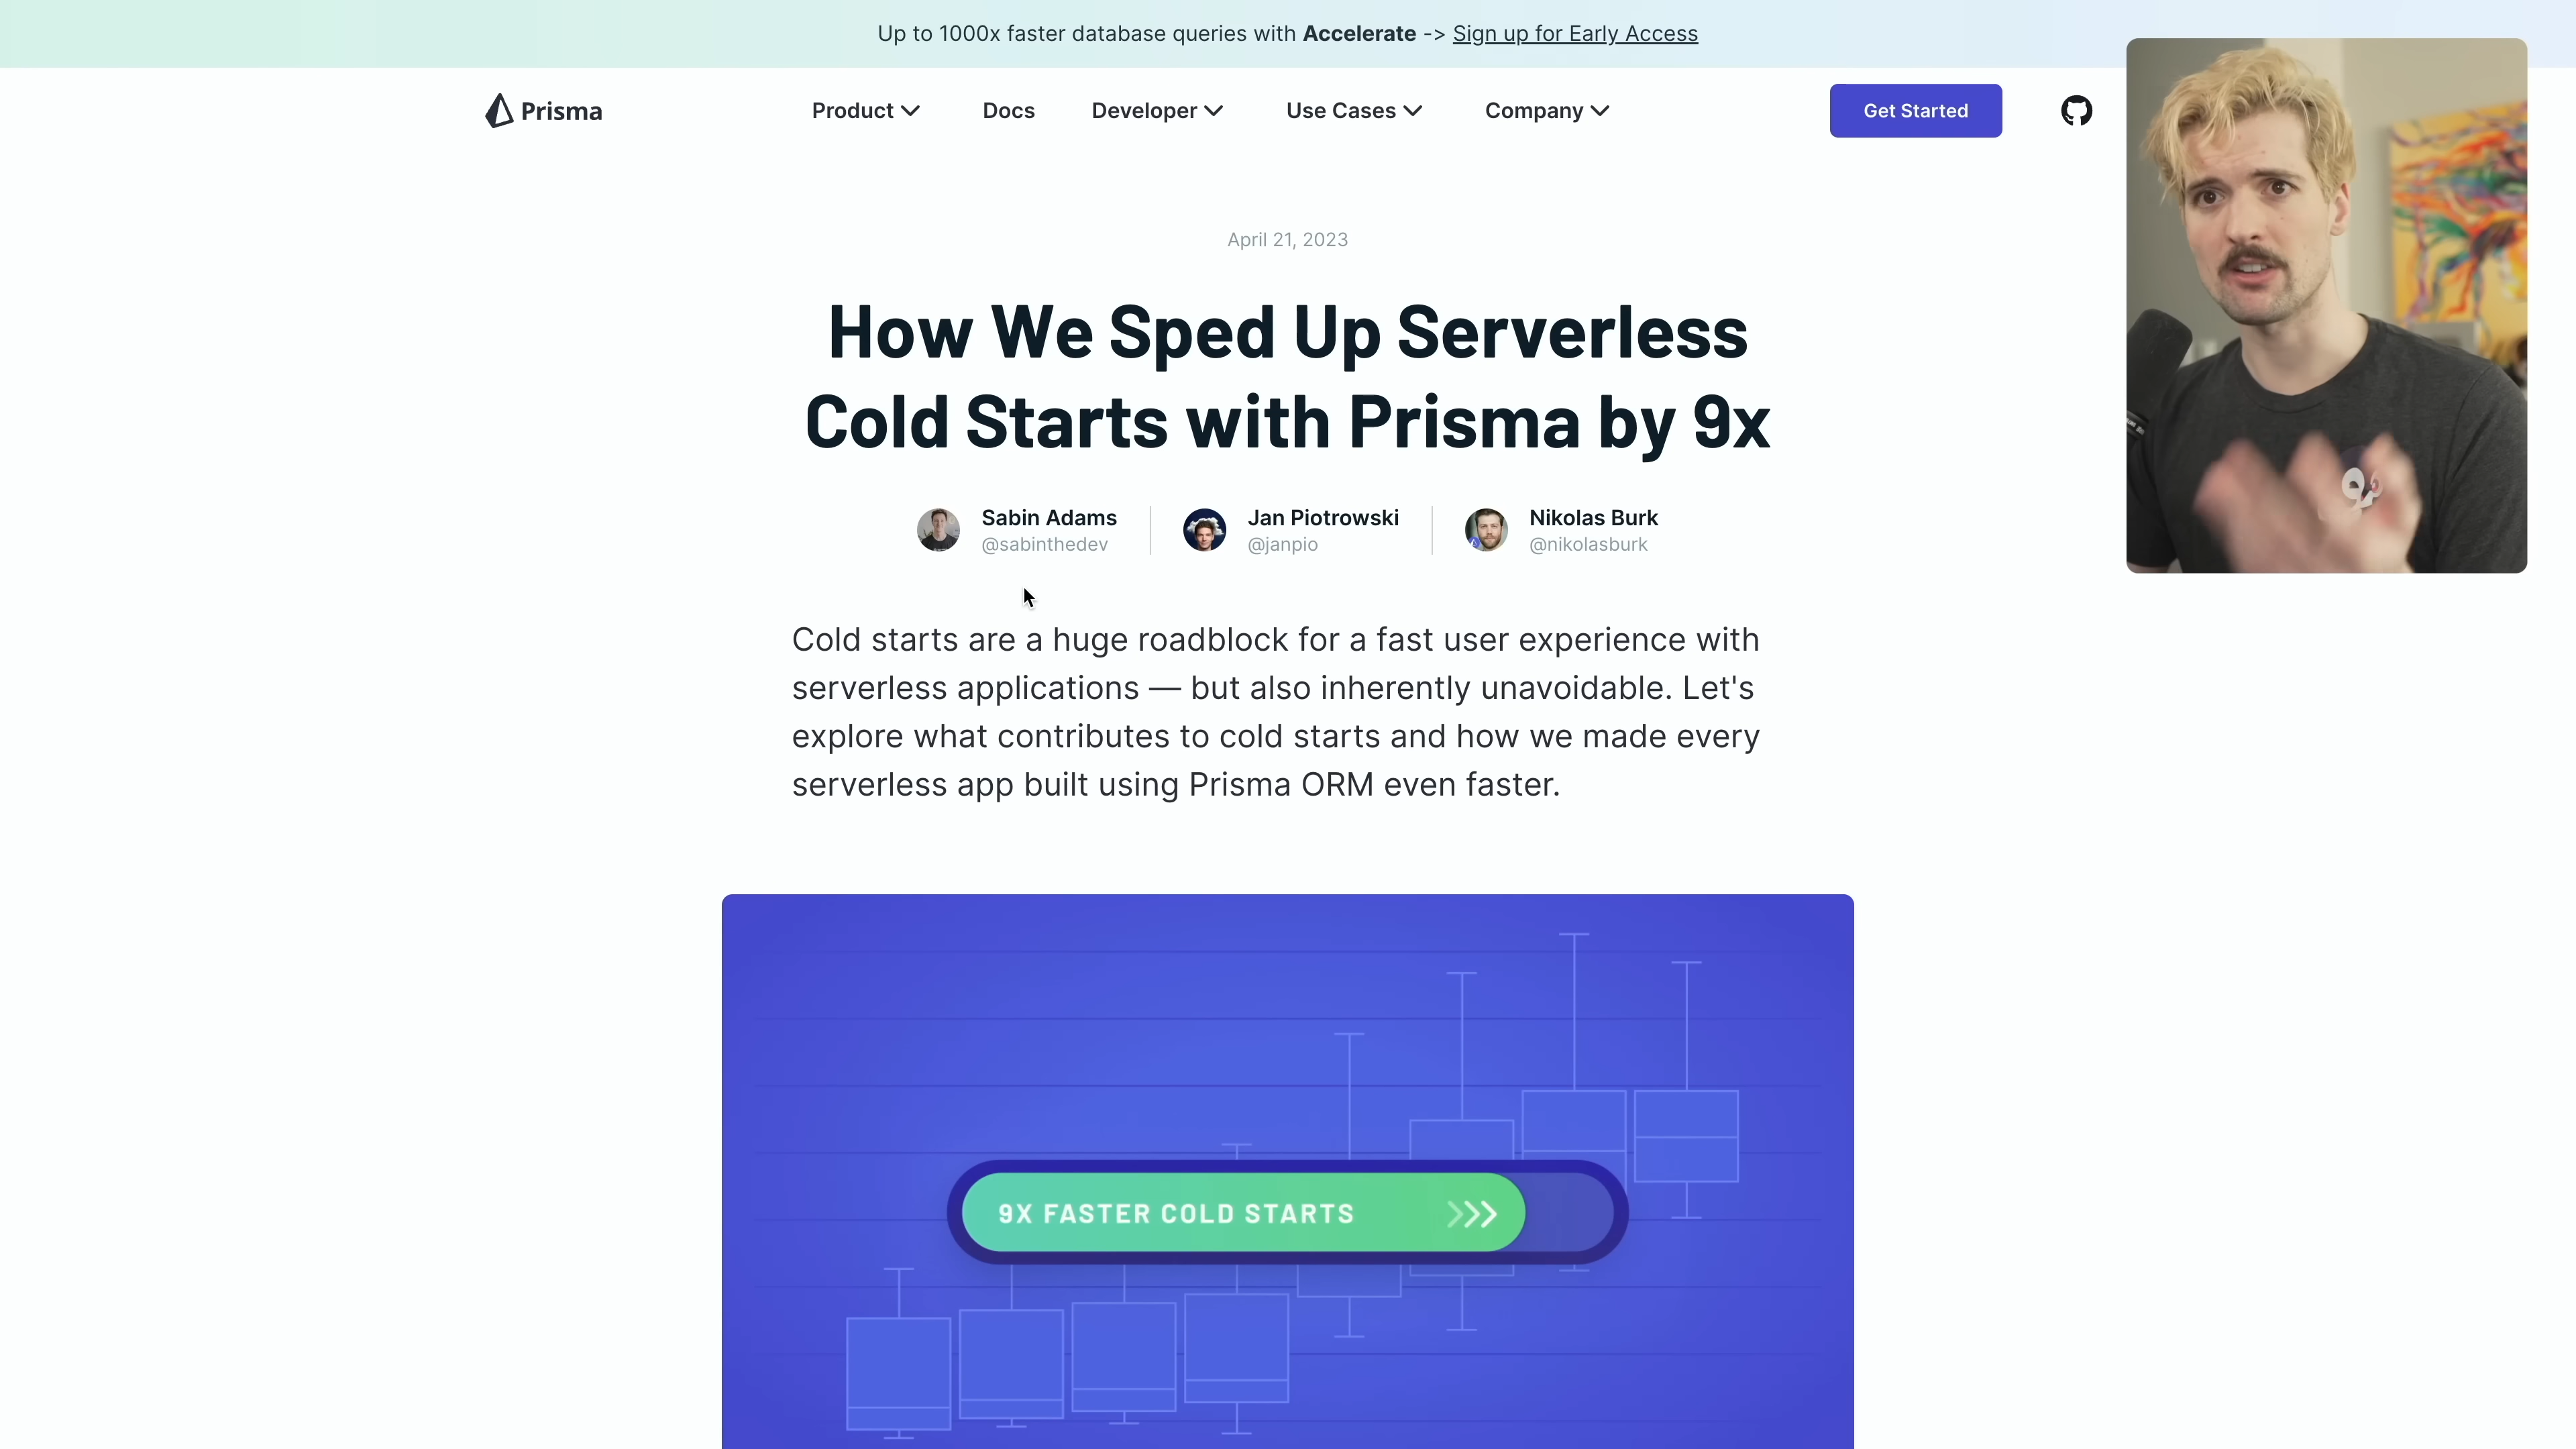 Up to 1000x faster database queries with Accelerate -> Sign up for Early Access
Prisma
Product
Docs
Developer
Use Cases
Company
Get Started
April 21, 2023
How We Sped Up Serverless
Cold Starts with Prisma by 9x
Sabin Adams
@sabinthedev
Jan Piotrowski
@janpio
Nikolas Burk
@nikolasburk
Cold starts are a huge roadblock for a fast user experience with
serverless applications — but also inherently unavoidable. Let's
explore what contributes to cold starts and how we made every
serverless app built using Prisma ORM even faster.
9X FASTER COLD STARTS